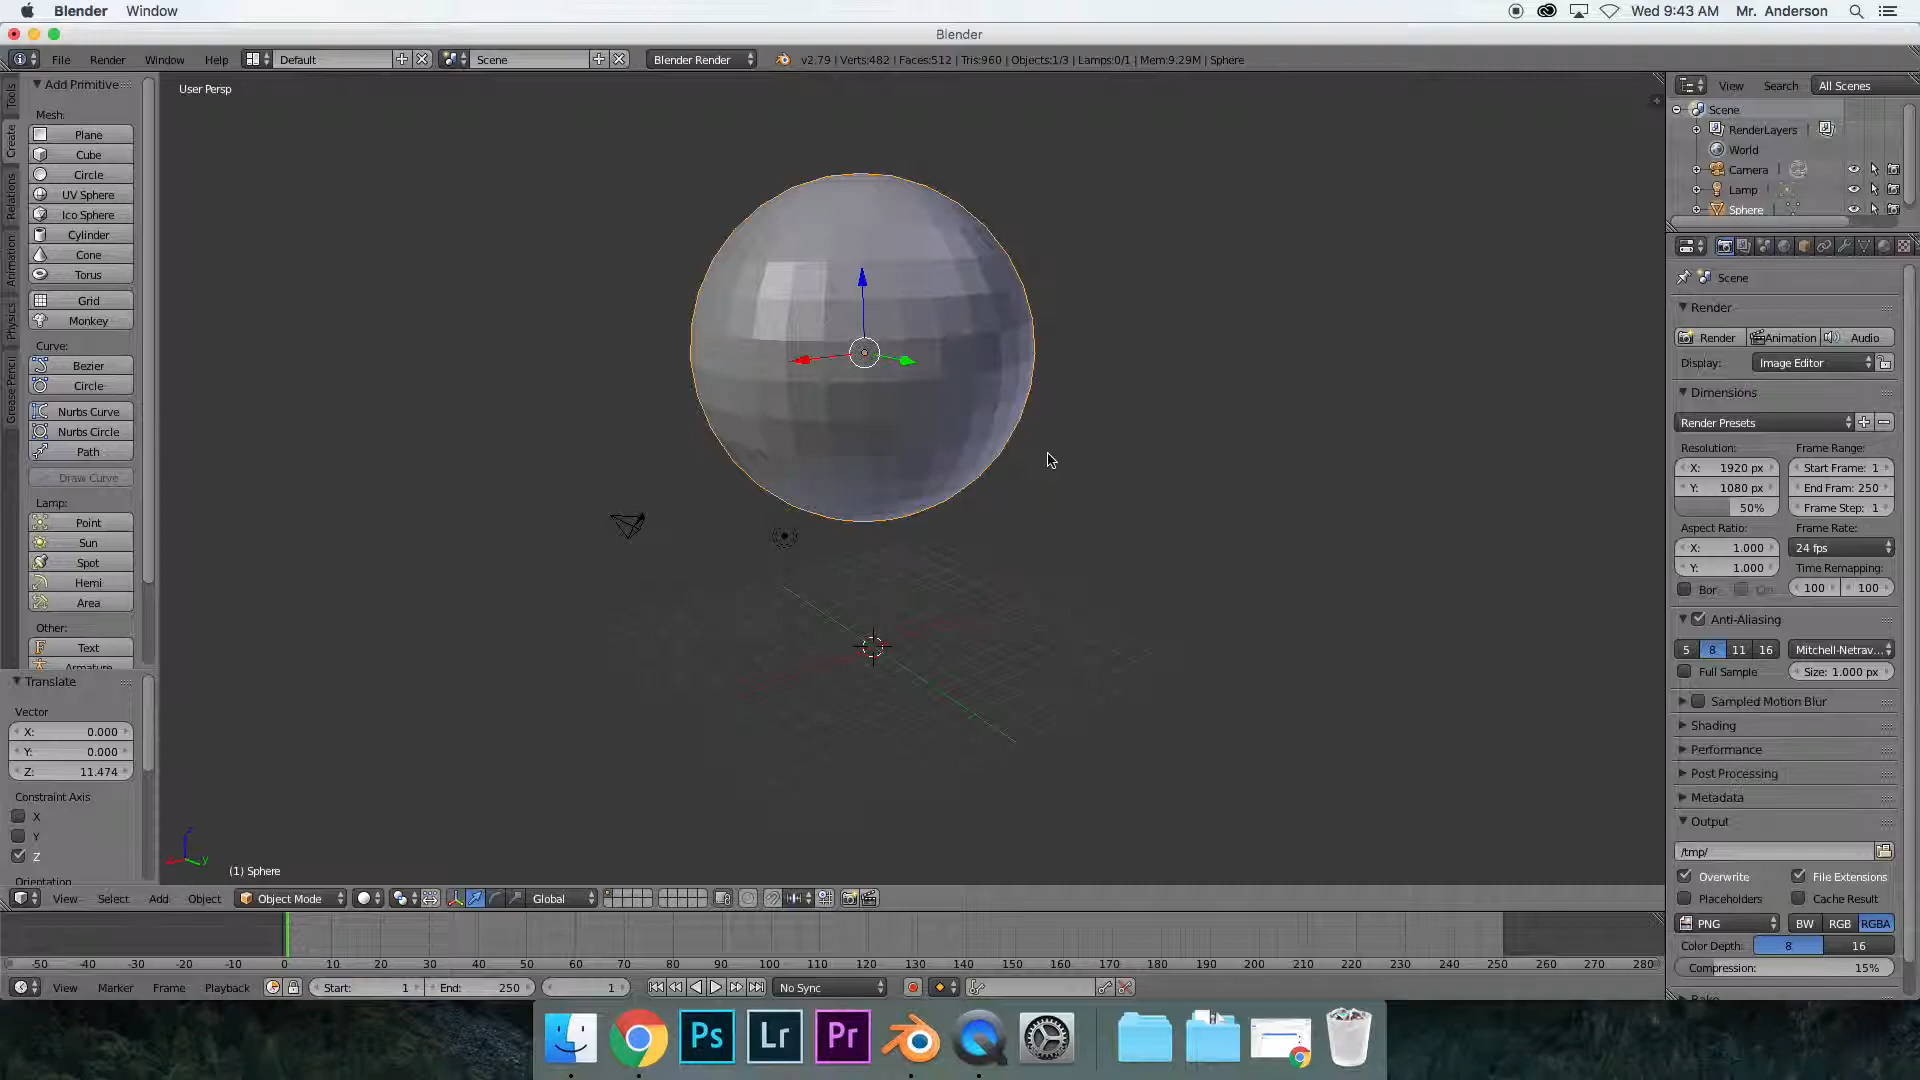 Blender Window Wed 9:43 AM Mr. Anderson
Blender
File Render Window Help Default Scene Blender Render v2.79 | Verts:482 | Faces:512 | Tris:960 | Objects:1/3 | Lamps:0/1 | Mem:9.29M | Sphere
Tools
Create
Relations
Animation
Physics
Grease Pencil
Add Primitive
Mesh:
Plane
Cube
Circle
UV Sphere
Ico Sphere
Cylinder
Cone
Torus
Grid
Monkey
Curve:
Bezier
Circle
Nurbs Curve
Nurbs Circle
Path
Draw Curve
Lamp:
Point
Sun
Spot
Hemi
Area
Other:
Text
Armature
Translate
Vector
X: 0.000
Y: 0.000
Z: 11.474
Constraint Axis
X
Y
Z
Orientation
User Persp
z
y
(1) Sphere
View Select Add Object Object Mode Global
-50 -40 -30 -20 -10 0 10 20 30 40 50 60 70 80 90 100 110 120 130 140 150 160 170 180 190 200 210 220 230 240 250 260 270 280
View Marker Frame Playback Start: 1 End: 250 1 No Sync
View Search All Scenes
Scene
RenderLayers
World
Camera
Lamp
Sphere
Scene
Render
Render Animation Audio
Display: Image Editor
Dimensions
Render Presets
Resolution: Frame Range:
X: 1920 px Start Frame: 1
Y: 1080 px End Fram: 250
50% Frame Step: 1
Aspect Ratio: Frame Rate:
X: 1.000 24 fps
Y: 1.000 Time Remapping:
Bor 100 100
Anti-Aliasing
5 8 11 16 Mitchell-Netrav...
Full Sample Size: 1.000 px
Sampled Motion Blur
Shading
Performance
Post Processing
Metadata
Output
/tmp/
Overwrite File Extensions
Placeholders Cache Result
PNG BW RGB RGBA
Color Depth: 8 16
Compression: 15%
Ps Lr Pr